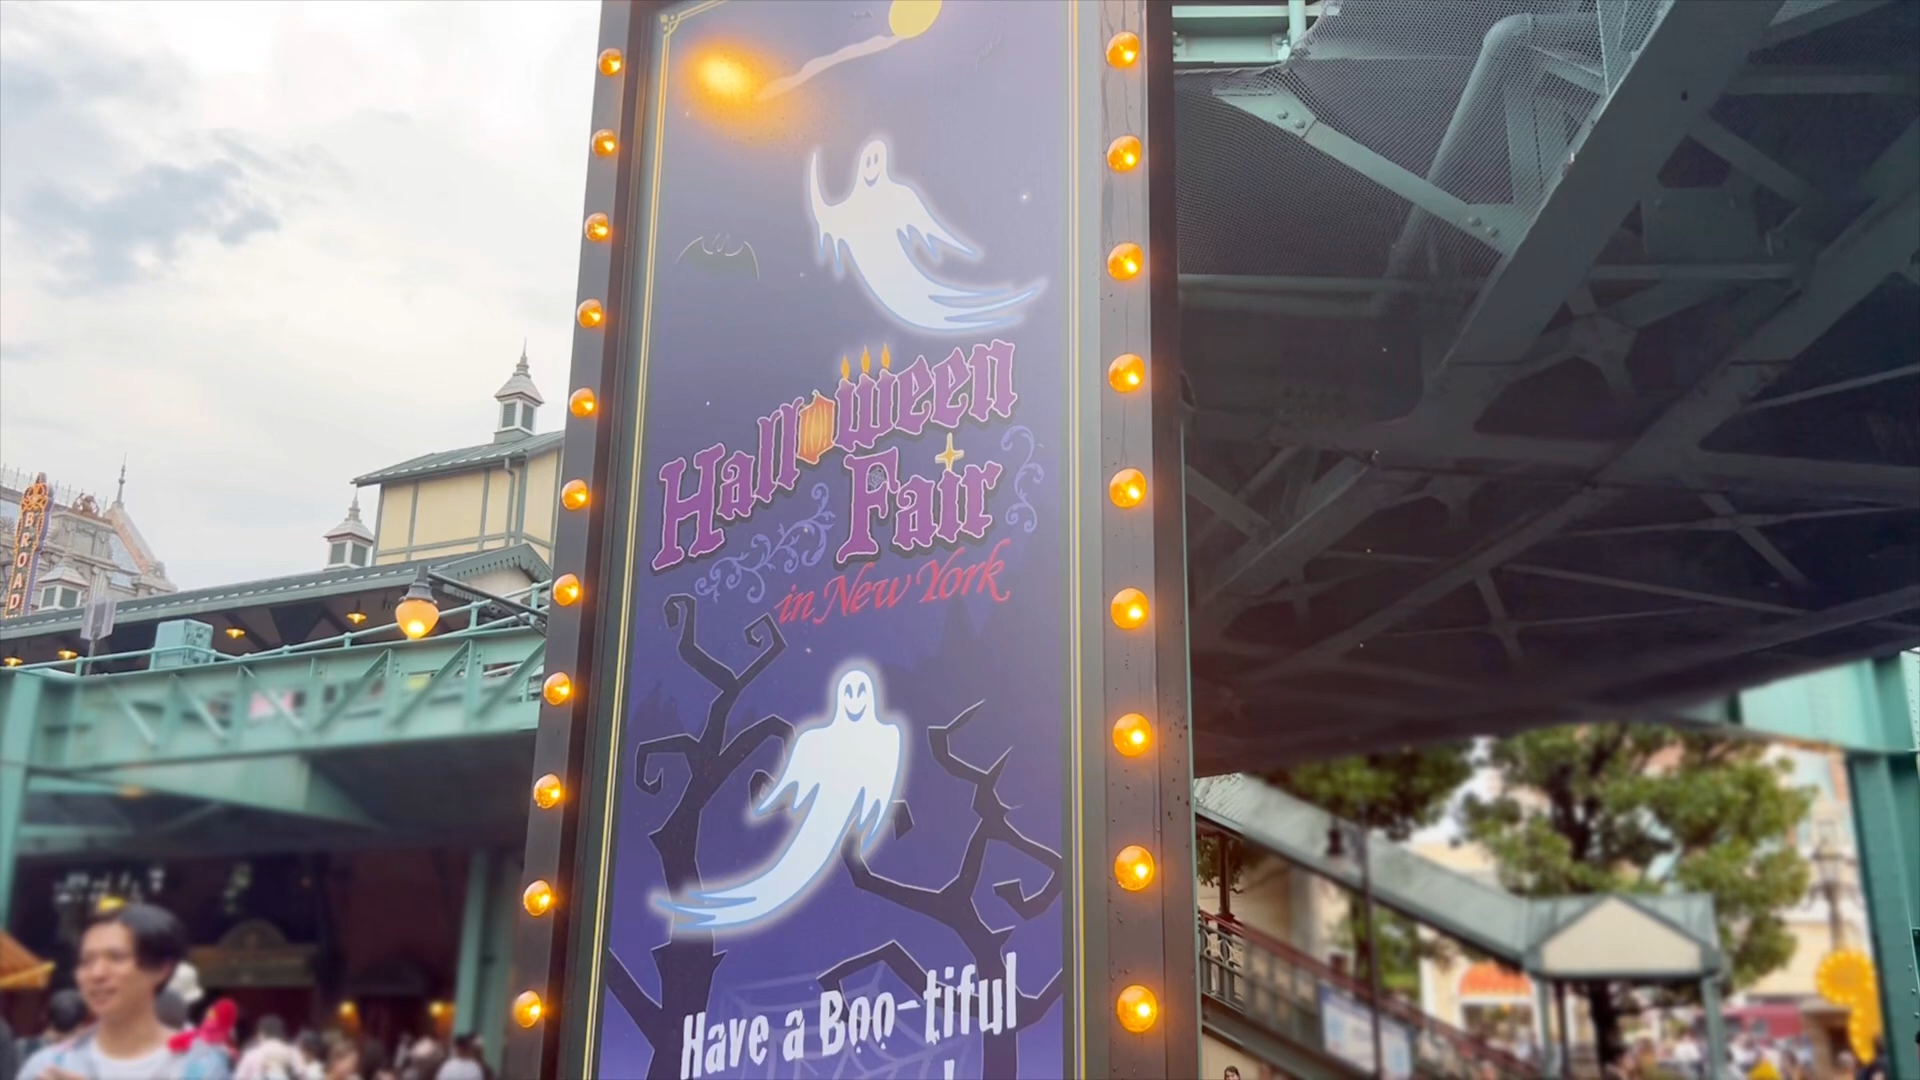 Halloween
Fair
in New York
Have a Boo-tiful
BROAD